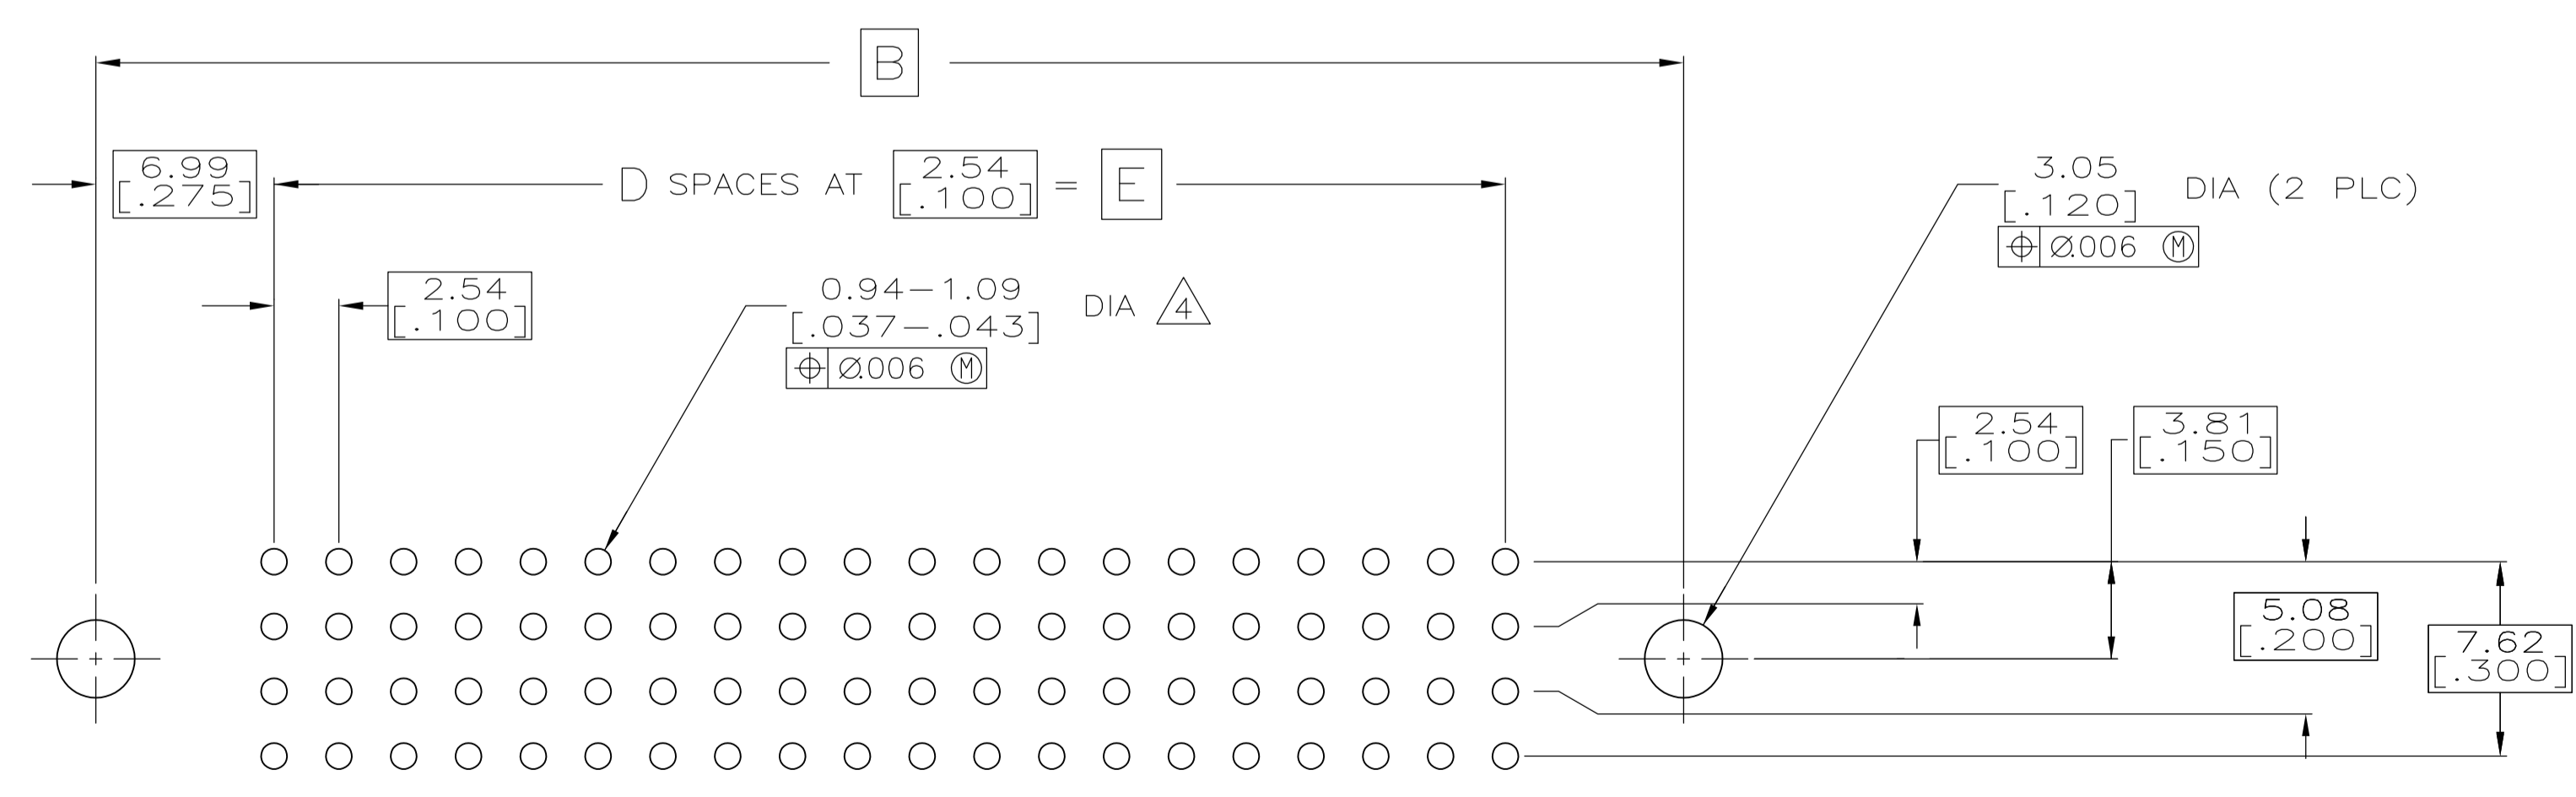 B
6.99
[.275]
D SPACES AT
2.54
[.100]
=
E
3.05
[.120]
DIA (2 PLC)
⌖ Ø.006 Ⓜ
2.54
[.100]
0.94-1.09
[.037-.043]
DIA
4
⌖ Ø.006 Ⓜ
2.54
[.100]
3.81
[.150]
5.08
[.200]
7.62
[.300]